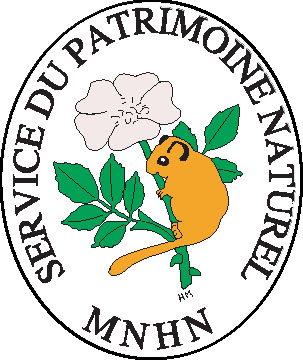 SERVICE DU PATRIMOINE NATUREL
HM
MNHN